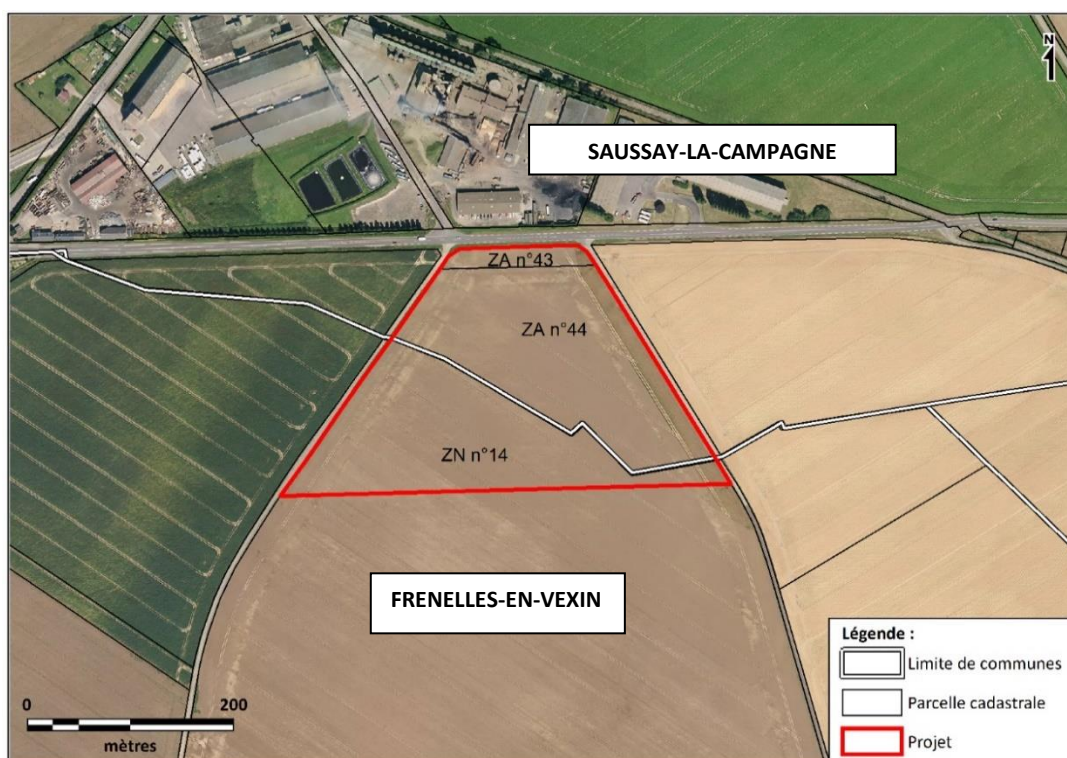 N
SAUSSAY-LA-CAMPAGNE
ZA n°43
ZA n°44
ZN n°14
FRENELLES-EN-VEXIN
Légende :
Limite de communes
Parcelle cadastrale
Projet
0 200
mètres